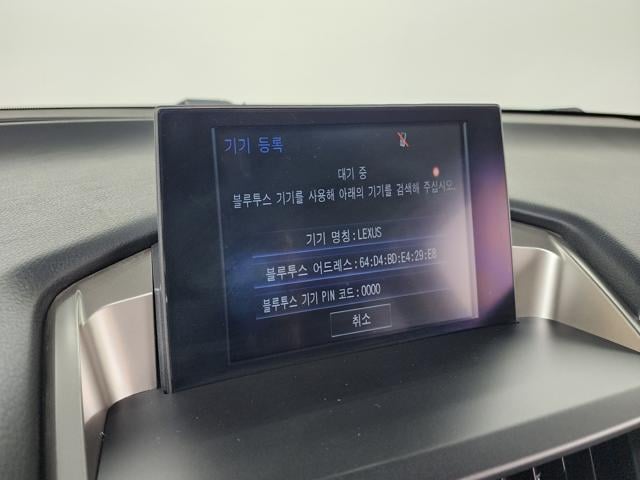 기기 등록
대기 중
블루투스 기기를 사용해 아래의 기기를 검색해 주십시오.
기기 명칭 : LEXUS
블루투스 어드레스 : 64:D4:BD:E4:29:E8
블루투스 기기 PIN 코드 : 0000
취소